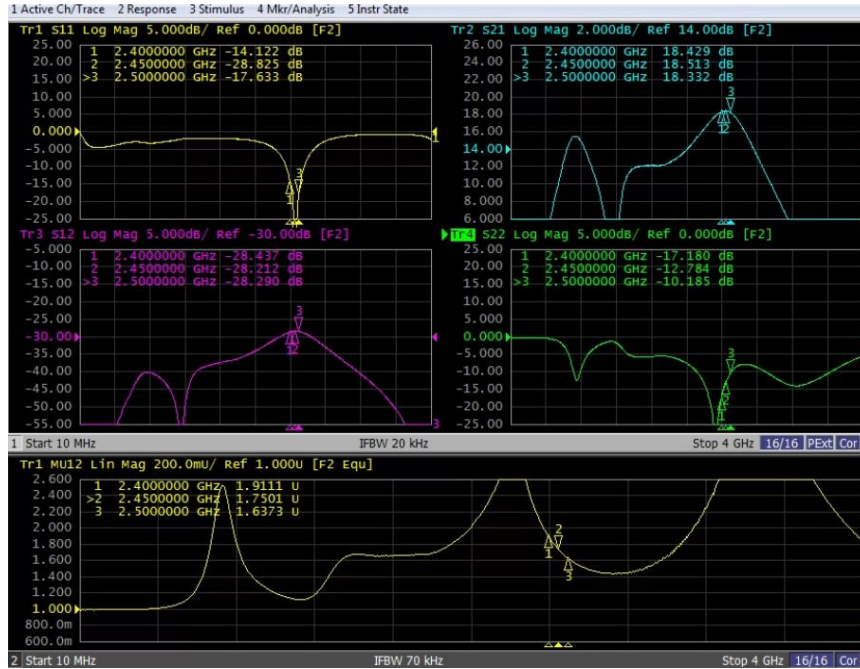 1 Active Ch/Trace 2 Response 3 Stimulus 4 Mkr/Analysis 5 Instr State
Tr1 S11 Log Mag 5.000dB/ Ref 0.000dB [F2]
25.00
20.00
15.00
10.00
5.000
0.000
-5.000
-10.00
-15.00
-20.00
-25.00
1 2.4000000 GHz -14.122 dB
2 2.4500000 GHz -28.825 dB
>3 2.5000000 GHz -17.633 dB
3
1
1
Tr2 S21 Log Mag 2.000dB/ Ref 14.00dB [F2]
26.00
24.00
22.00
20.00
18.00
16.00
14.00
12.00
10.00
8.000
6.000
1 2.4000000 GHz 18.429 dB
2 2.4500000 GHz 18.513 dB
>3 2.5000000 GHz 18.332 dB
3
12
Tr3 S12 Log Mag 5.000dB/ Ref -30.00dB [F2]
-5.000
-10.00
-15.00
-20.00
-25.00
-30.00
-35.00
-40.00
-45.00
-50.00
-55.00
1 2.4000000 GHz -28.437 dB
2 2.4500000 GHz -28.212 dB
>3 2.5000000 GHz -28.290 dB
3
12
3
Tr4 S22 Log Mag 5.000dB/ Ref 0.000dB [F2]
25.00
20.00
15.00
10.00
5.000
0.000
-5.000
-10.00
-15.00
-20.00
-25.00
1 2.4000000 GHz -17.180 dB
2 2.4500000 GHz -12.784 dB
>3 2.5000000 GHz -10.185 dB
3
1
1 Start 10 MHz IFBW 20 kHz Stop 4 GHz 16/16 PExt Cor
Tr1 MU12 Lin Mag 200.0mU/ Ref 1.000U [F2 Equ]
2.600
2.400
2.200
2.000
1.800
1.600
1.400
1.200
1.000
800.0m
600.0m
1 2.4000000 GHz 1.9111 U
>2 2.4500000 GHz 1.7501 U
3 2.5000000 GHz 1.6373 U
2
1
3
2 Start 10 MHz IFBW 70 kHz Stop 4 GHz 16/16 Cor